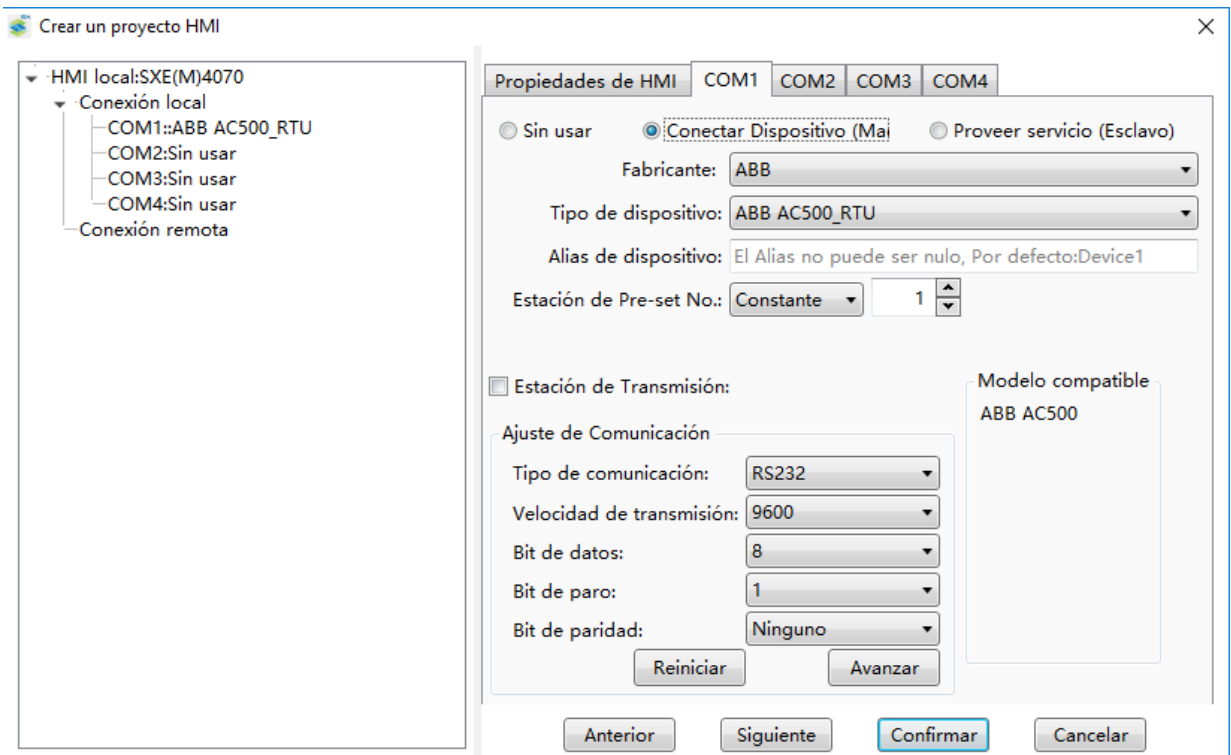 Crear un proyecto HMI
HMI local:SXE(M)4070
Conexión local
COM1::ABB AC500_RTU
COM2:Sin usar
COM3:Sin usar
COM4:Sin usar
Conexión remota
Propiedades de HMI COM1 COM2 COM3 COM4
Sin usar Conectar Dispositivo (Mai Proveer servicio (Esclavo)
Fabricante: ABB
Tipo de dispositivo: ABB AC500_RTU
Alias de dispositivo: El Alias no puede ser nulo, Por defecto:Device1
Estación de Pre-set No.: Constante 1
Estación de Transmisión:
Modelo compatible
ABB AC500
Ajuste de Comunicación
Tipo de comunicación: RS232
Velocidad de transmisión: 9600
Bit de datos: 8
Bit de paro: 1
Bit de paridad: Ninguno
Reiniciar Avanzar
Anterior Siguiente Confirmar Cancelar